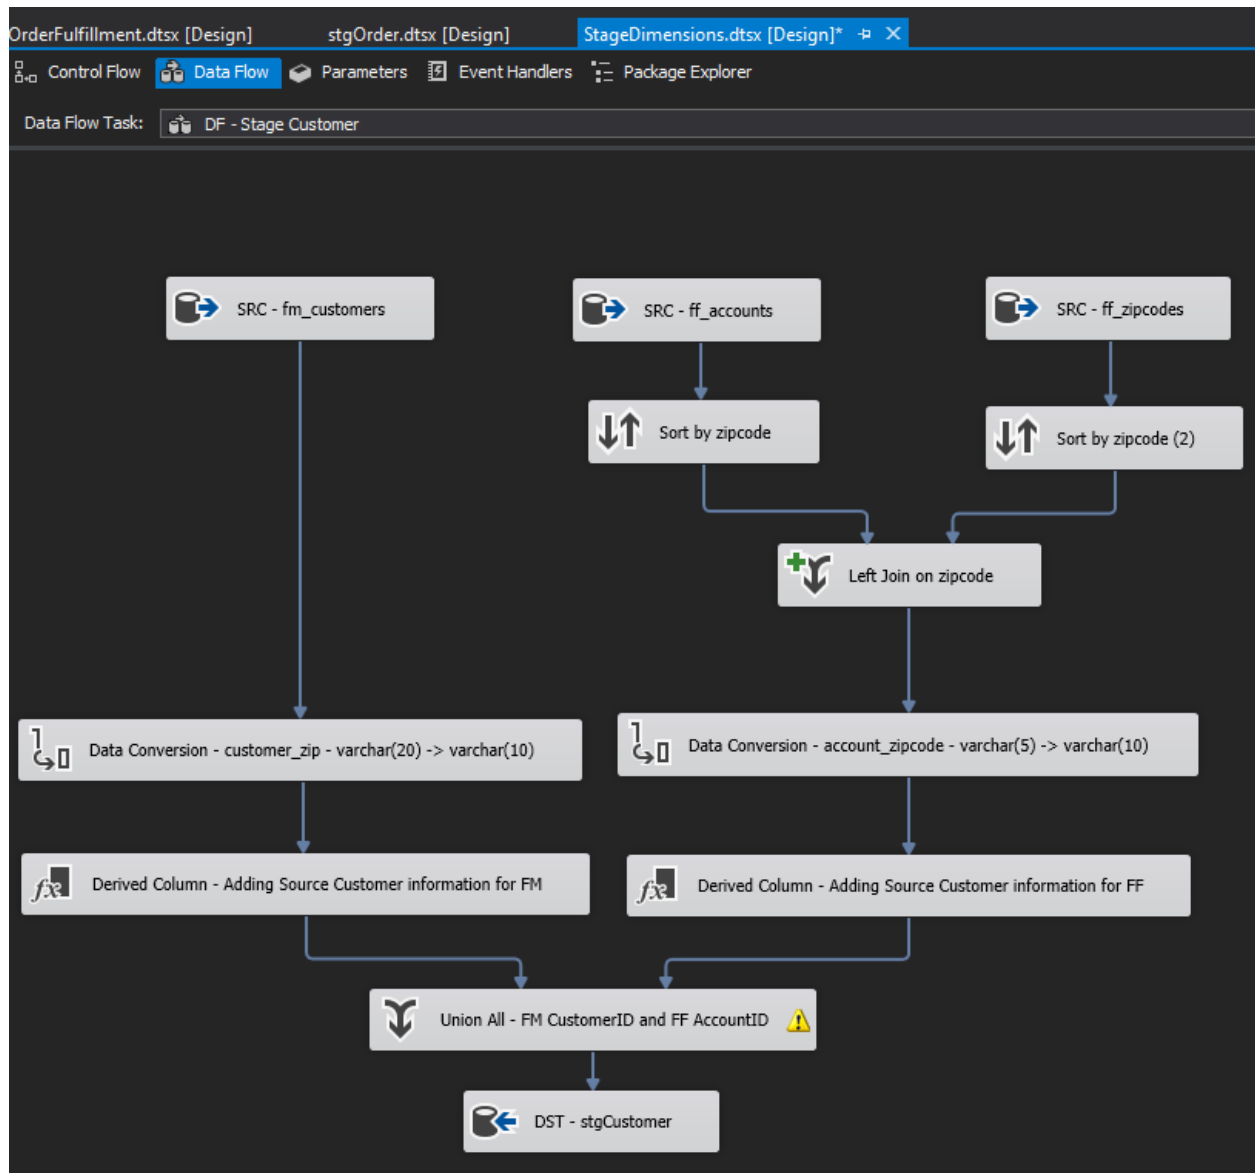 OrderFulfillment.dtsx [Design]
stgOrder.dtsx [Design]
StageDimensions.dtsx [Design]*
Control Flow
Data Flow
Parameters
Event Handlers
Package Explorer
Data Flow Task:
DF - Stage Customer
SRC - fm_customers
SRC - ff_accounts
SRC - ff_zipcodes
Sort by zipcode
Sort by zipcode (2)
Left Join on zipcode
Data Conversion - customer_zip - varchar(20) -> varchar(10)
Data Conversion - account_zipcode - varchar(5) -> varchar(10)
Derived Column - Adding Source Customer information for FM
Derived Column - Adding Source Customer information for FF
Union All - FM CustomerID and FF AccountID
DST - stgCustomer